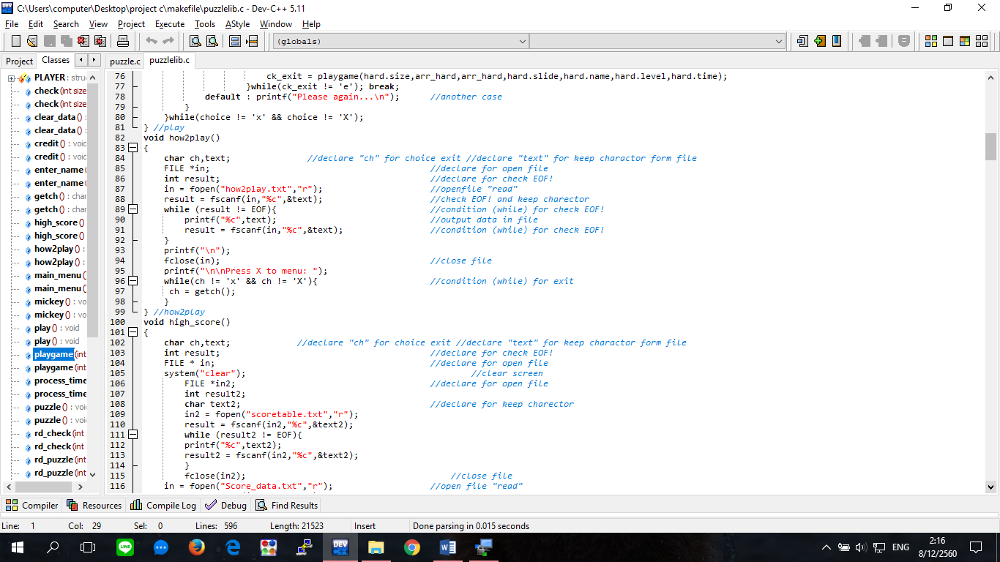 C:\Users\computer\Desktop\project c\makefile\puzzlelib.c - Dev-C++ 5.11
File Edit Search View Project Execute Tools AStyle Window Help
(globals)
Project Classes puzzle.c puzzlelib.c
PLAYER : struc
check (int size
check (int size
clear_data () :
clear_data () :
credit () : void
credit () : void
enter_name (
enter_name (
getch () : char
getch () : char
high_score ()
high_score ()
how2play () :
how2play () :
main_menu (
main_menu (
mickey () : vo
mickey () : vo
play () : void
play () : void
playgame (int
playgame (int
process_time
process_time
puzzle () : voi
puzzle () : voi
rd_check (int
rd_check (int
rd_puzzle (int
rd_puzzle (int
76 ck_exit = playgame(hard.size,arr_hard,arr_hard,hard.slide,hard.name,hard.level,hard.time);
77 }while(ck_exit != 'e'); break;
78 default : printf("Please again...\n"); //another case
79 }
80 }while(choice != 'x' && choice != 'X');
81 } //play
82 void how2play()
83 {
84 char ch,text; //declare "ch" for choice exit //declare "text" for keep charactor form file
85 FILE *in; //declare for open file
86 int result; //declare for check EOF!
87 in = fopen("how2play.txt","r"); //openfile "read"
88 result = fscanf(in,"%c",&text); //check EOF! and keep charector
89 while (result != EOF){ //condition (while) for check EOF!
90 printf("%c",text); //output data in file
91 result = fscanf(in,"%c",&text); //condition (while) for check EOF!
92 }
93 printf("\n");
94 fclose(in); //close file
95 printf("\n\nPress X to menu: ");
96 while(ch != 'x' && ch != 'X'){ //condition (while) for exit
97 ch = getch();
98 }
99 } //how2play
100 void high_score()
101 {
102 char ch,text; //declare "ch" for choice exit //declare "text" for keep charactor form file
103 int result; //declare for check EOF!
104 FILE * in; //declare for open file
105 system("clear"); //clear screen
106 FILE *in2; //declare for open file
107 int result2;
108 char text2; //declare for keep charector
109 in2 = fopen("scoretable.txt","r");
110 result = fscanf(in2,"%c",&text2);
111 while (result2 != EOF){
112 printf("%c",text2);
113 result2 = fscanf(in2,"%c",&text2);
114 }
115 fclose(in2); //close file
116 in = fopen("Score_data.txt","r"); //open file "read"
Compiler Resources Compile Log Debug Find Results
Line: 1 Col: 29 Sel: 0 Lines: 596 Length: 21523 Insert Done parsing in 0.015 seconds
LINE DEV ENG 2:16
8/12/2560